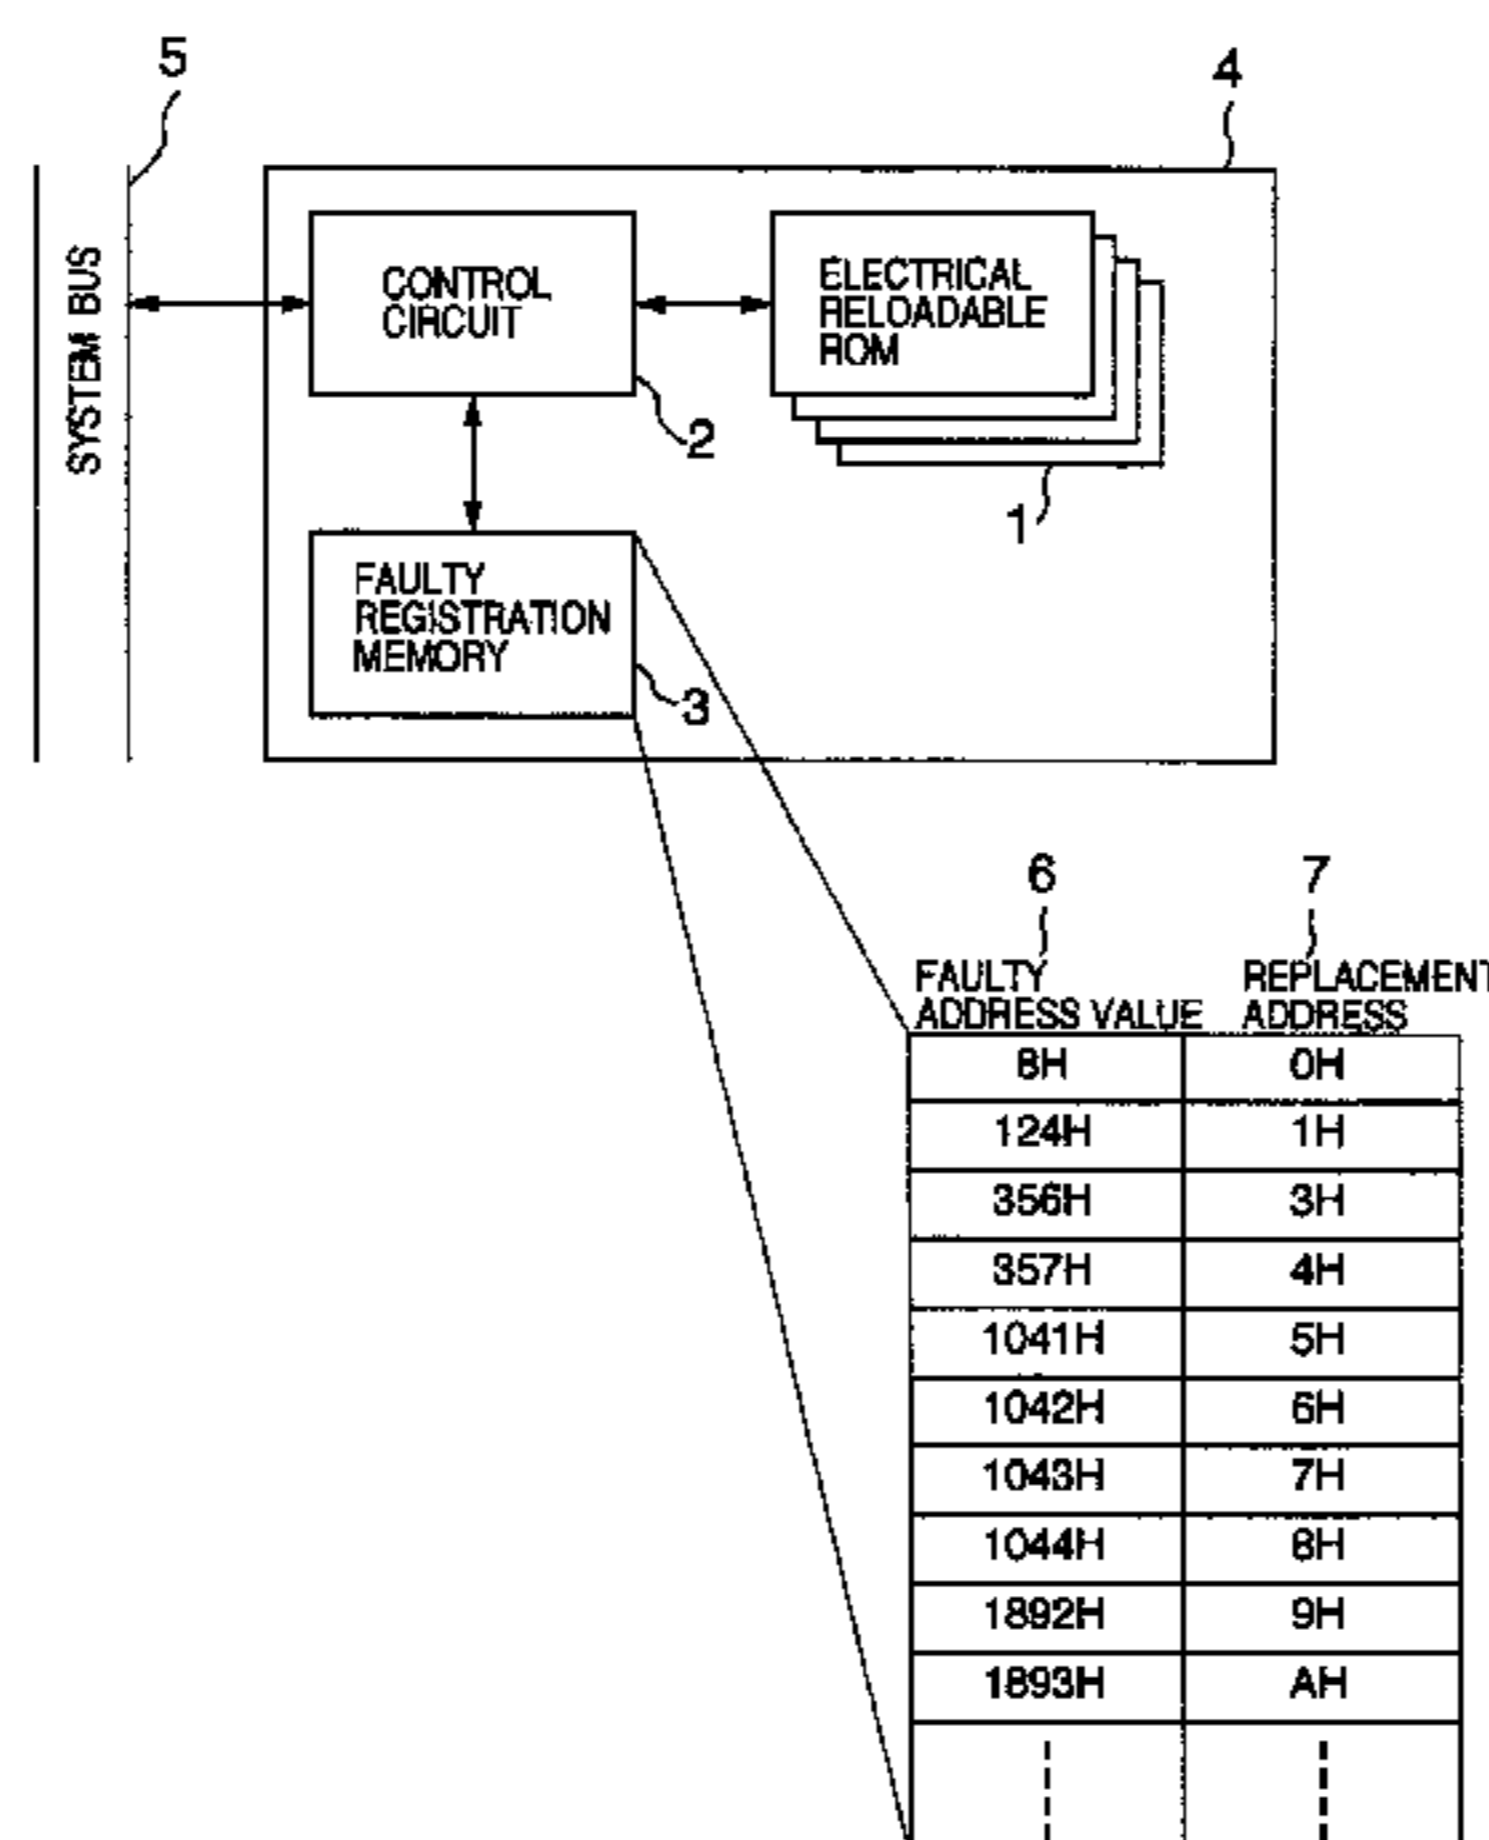 5
4
SYSTEM BUS
CONTROL
CIRCUIT
ELECTRICAL
RELOADABLE
ROM
2
1
FAULTY
REGISTRATION
MEMORY
3
6
7
FAULTY
ADDRESS VALUE
REPLACEMENT
ADDRESS
8H 0H
124H 1H
356H 3H
357H 4H
1041H 5H
1042H 6H
1043H 7H
1044H 8H
1892H 9H
1893H AH